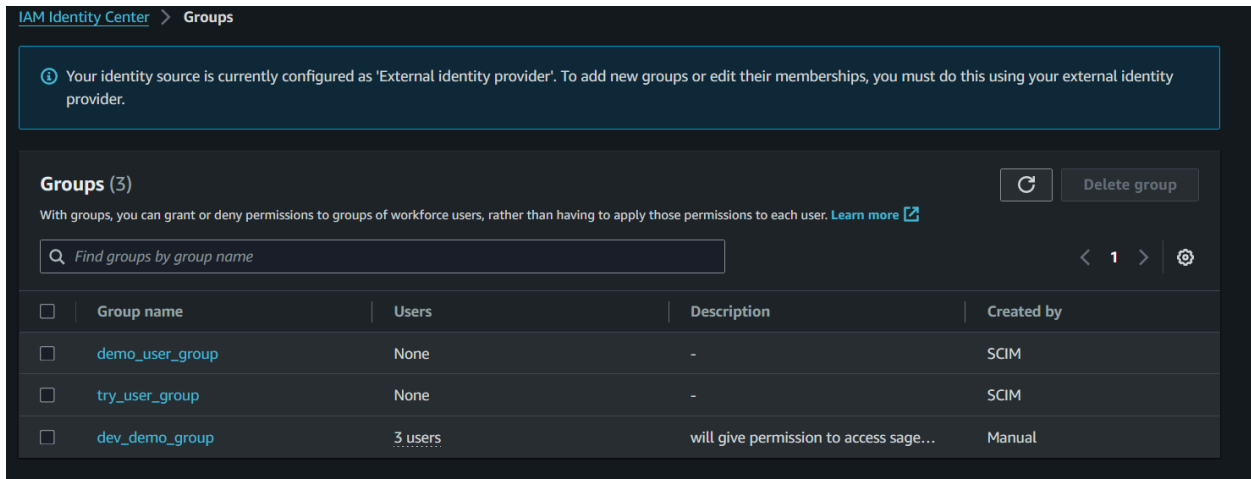 IAM Identity Center > Groups
Your identity source is currently configured as 'External identity provider'. To add new groups or edit their memberships, you must do this using your external identity
provider.
Groups (3)
Delete group
With groups, you can grant or deny permissions to groups of workforce users, rather than having to apply those permissions to each user. Learn more
Find groups by group name
< 1 >
Group name Users Description Created by
demo_user_group None - SCIM
try_user_group None - SCIM
dev_demo_group 3 users will give permission to access sage... Manual